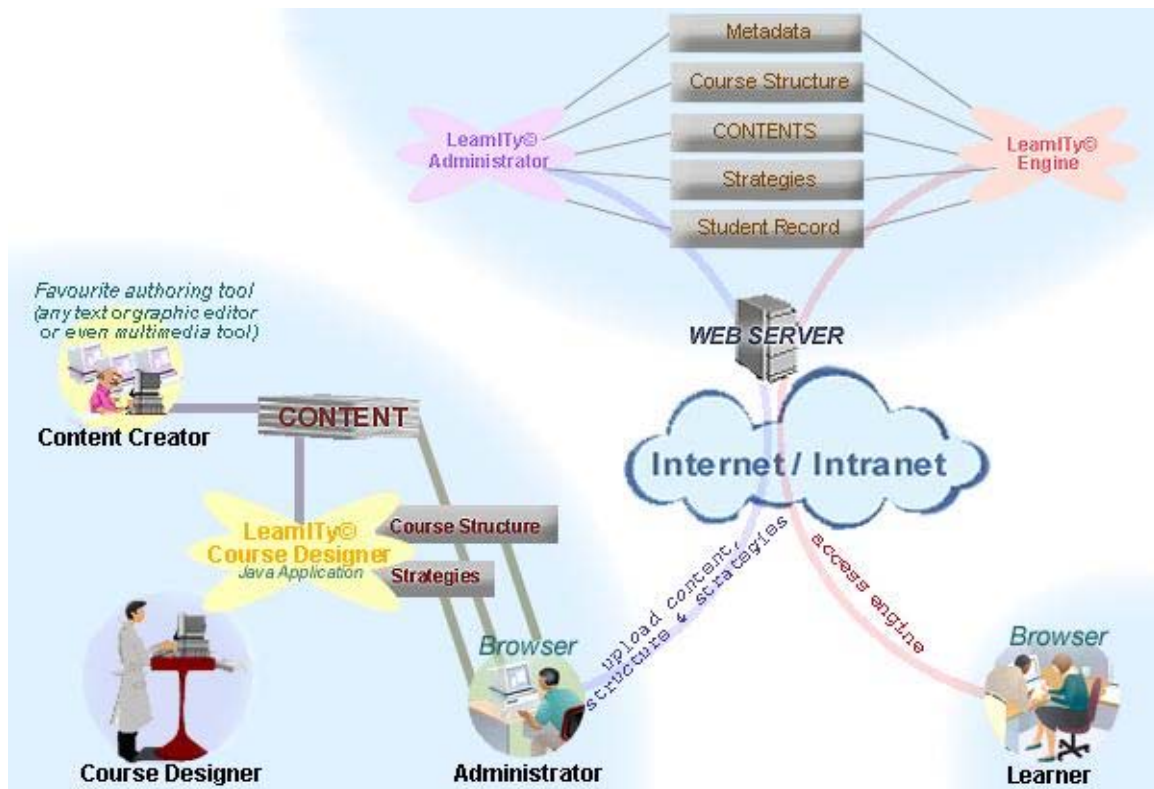 Metadata
Course Structure
CONTENTS
Strategies
Student Record
LearnITy©
Administrator
LearnITy©
Engine
WEB SERVER
Internet / Intranet
Favourite authoring tool
(any text or graphic editor
or even multimedia tool)
Content Creator
CONTENT
LearnITy©
Course Designer
Java Application
Course Structure
Strategies
Course Designer
Browser
Administrator
upload content,
structure & strategies
access engine
Browser
Learner